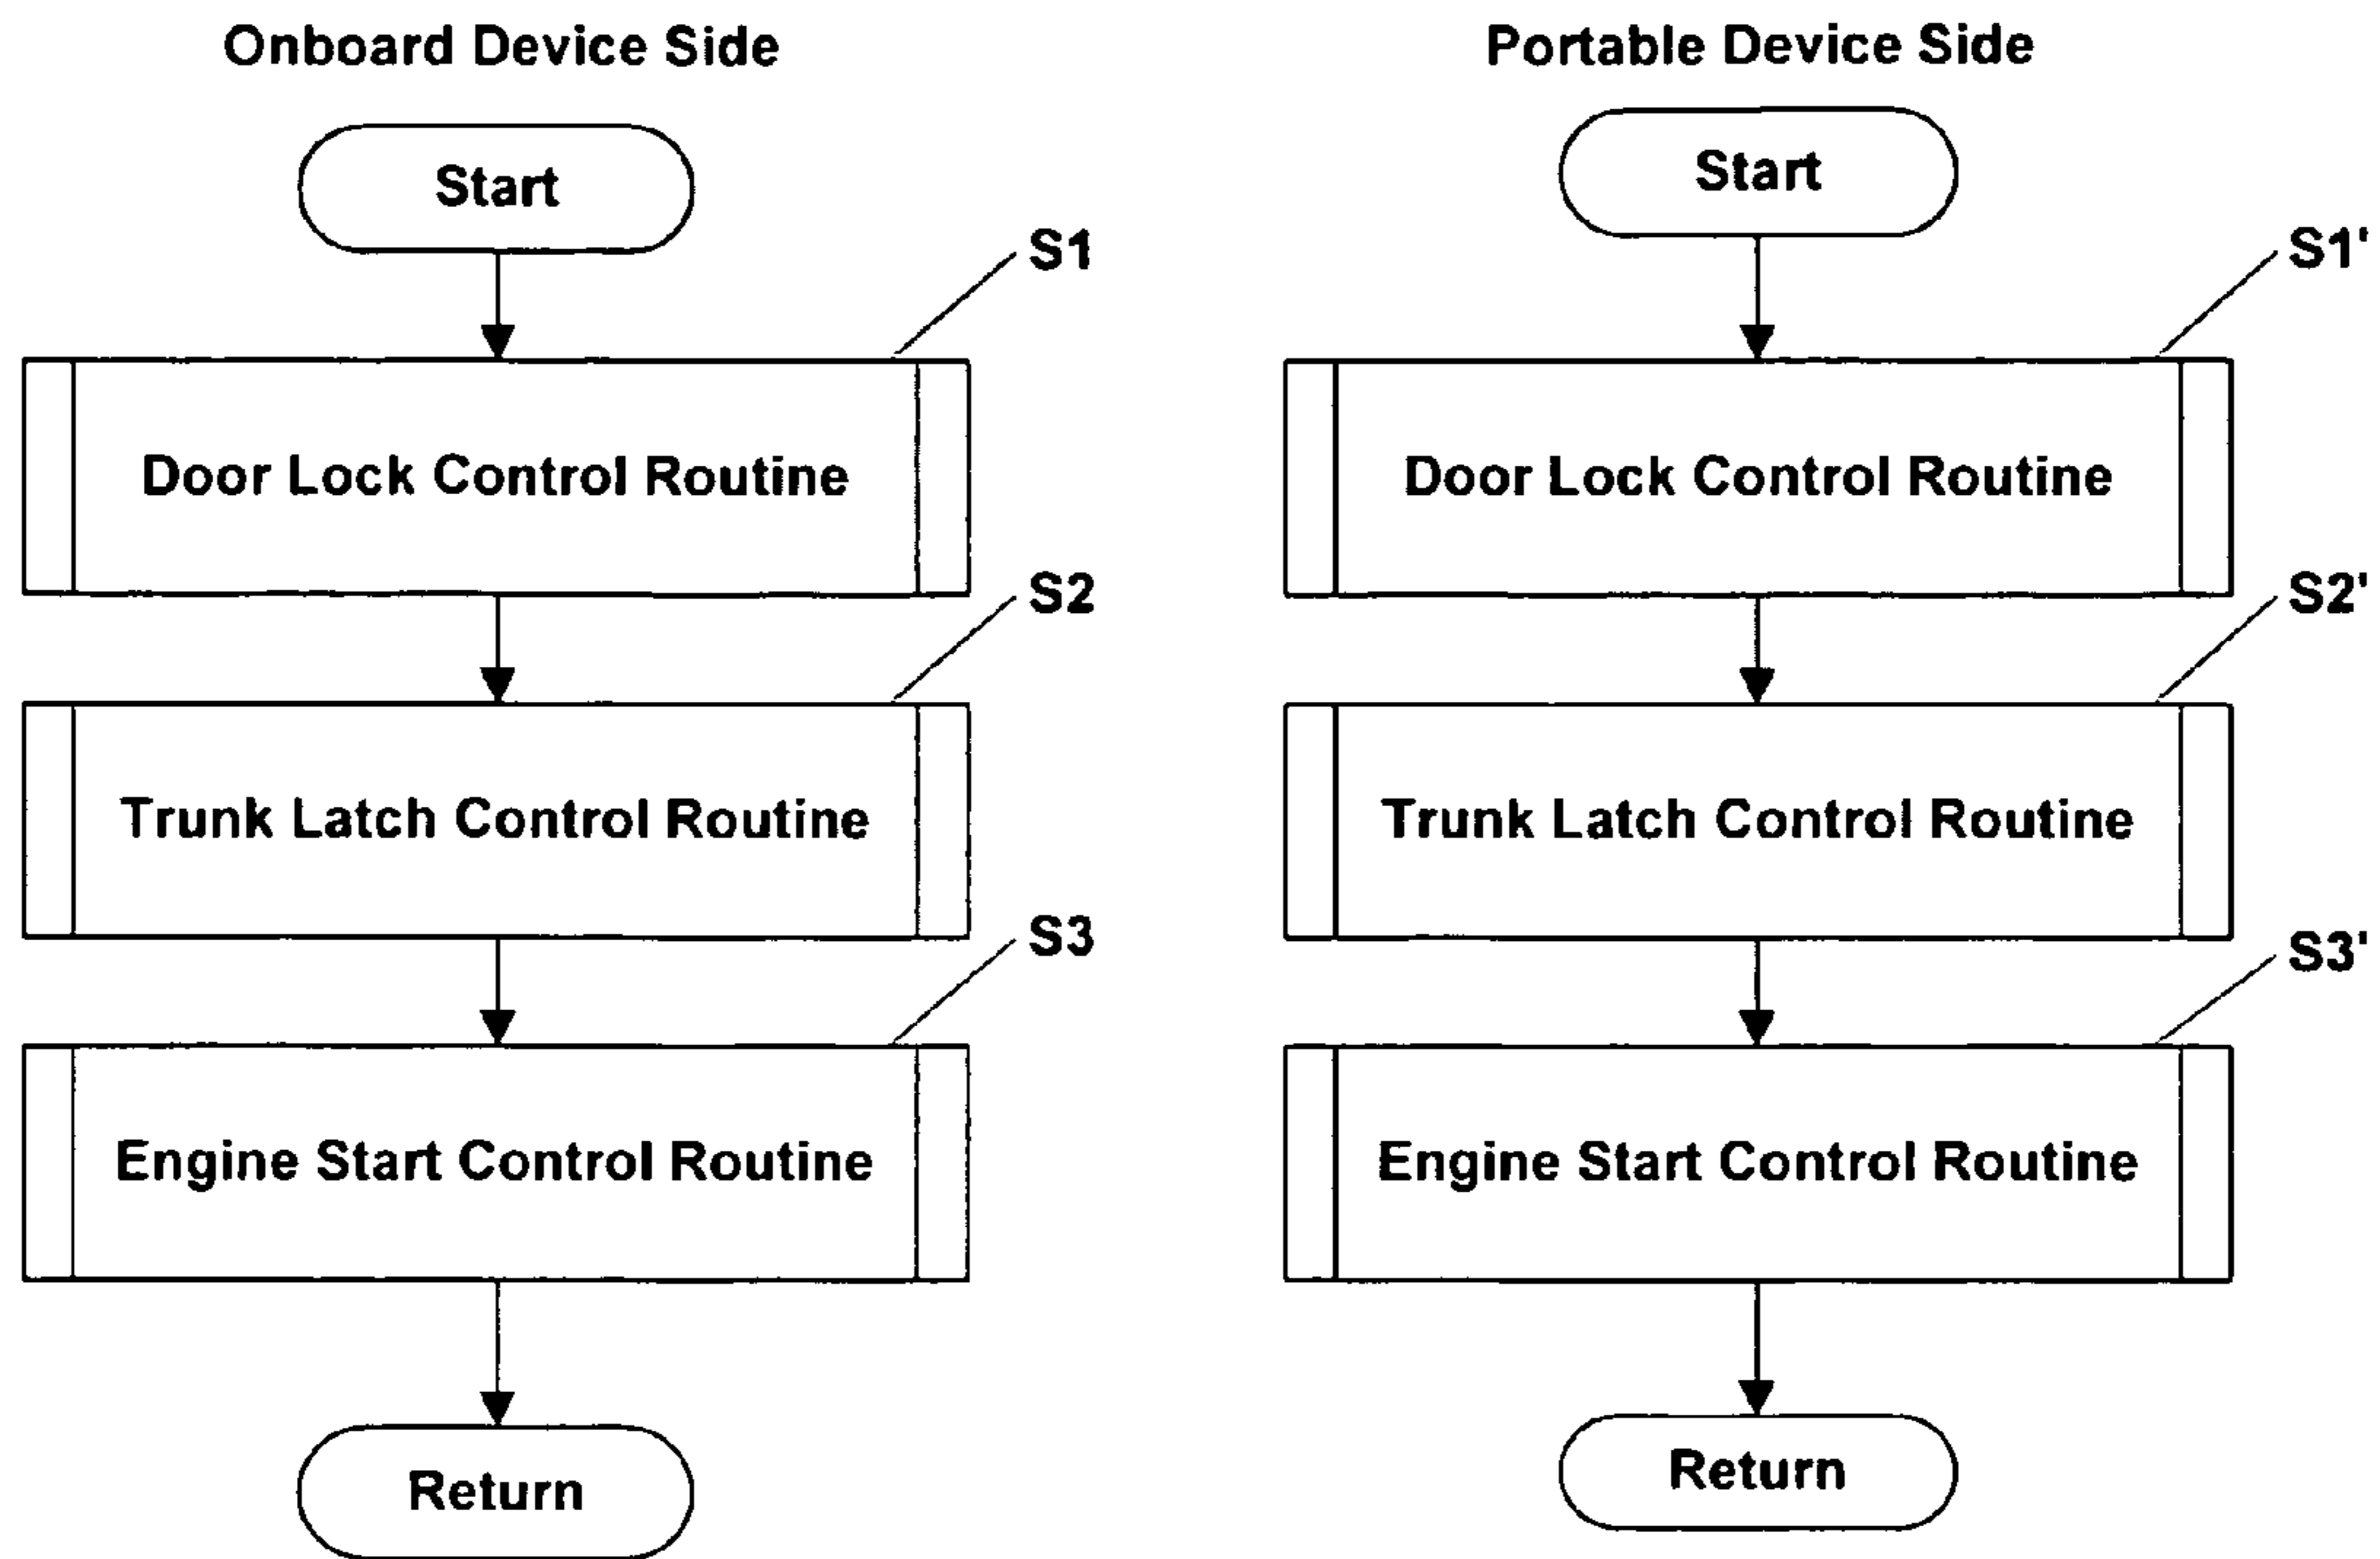 Onboard Device Side
Start
S1
Door Lock Control Routine
S2
Trunk Latch Control Routine
S3
Engine Start Control Routine
Return
Portable Device Side
Start
S1'
Door Lock Control Routine
S2'
Trunk Latch Control Routine
S3'
Engine Start Control Routine
Return